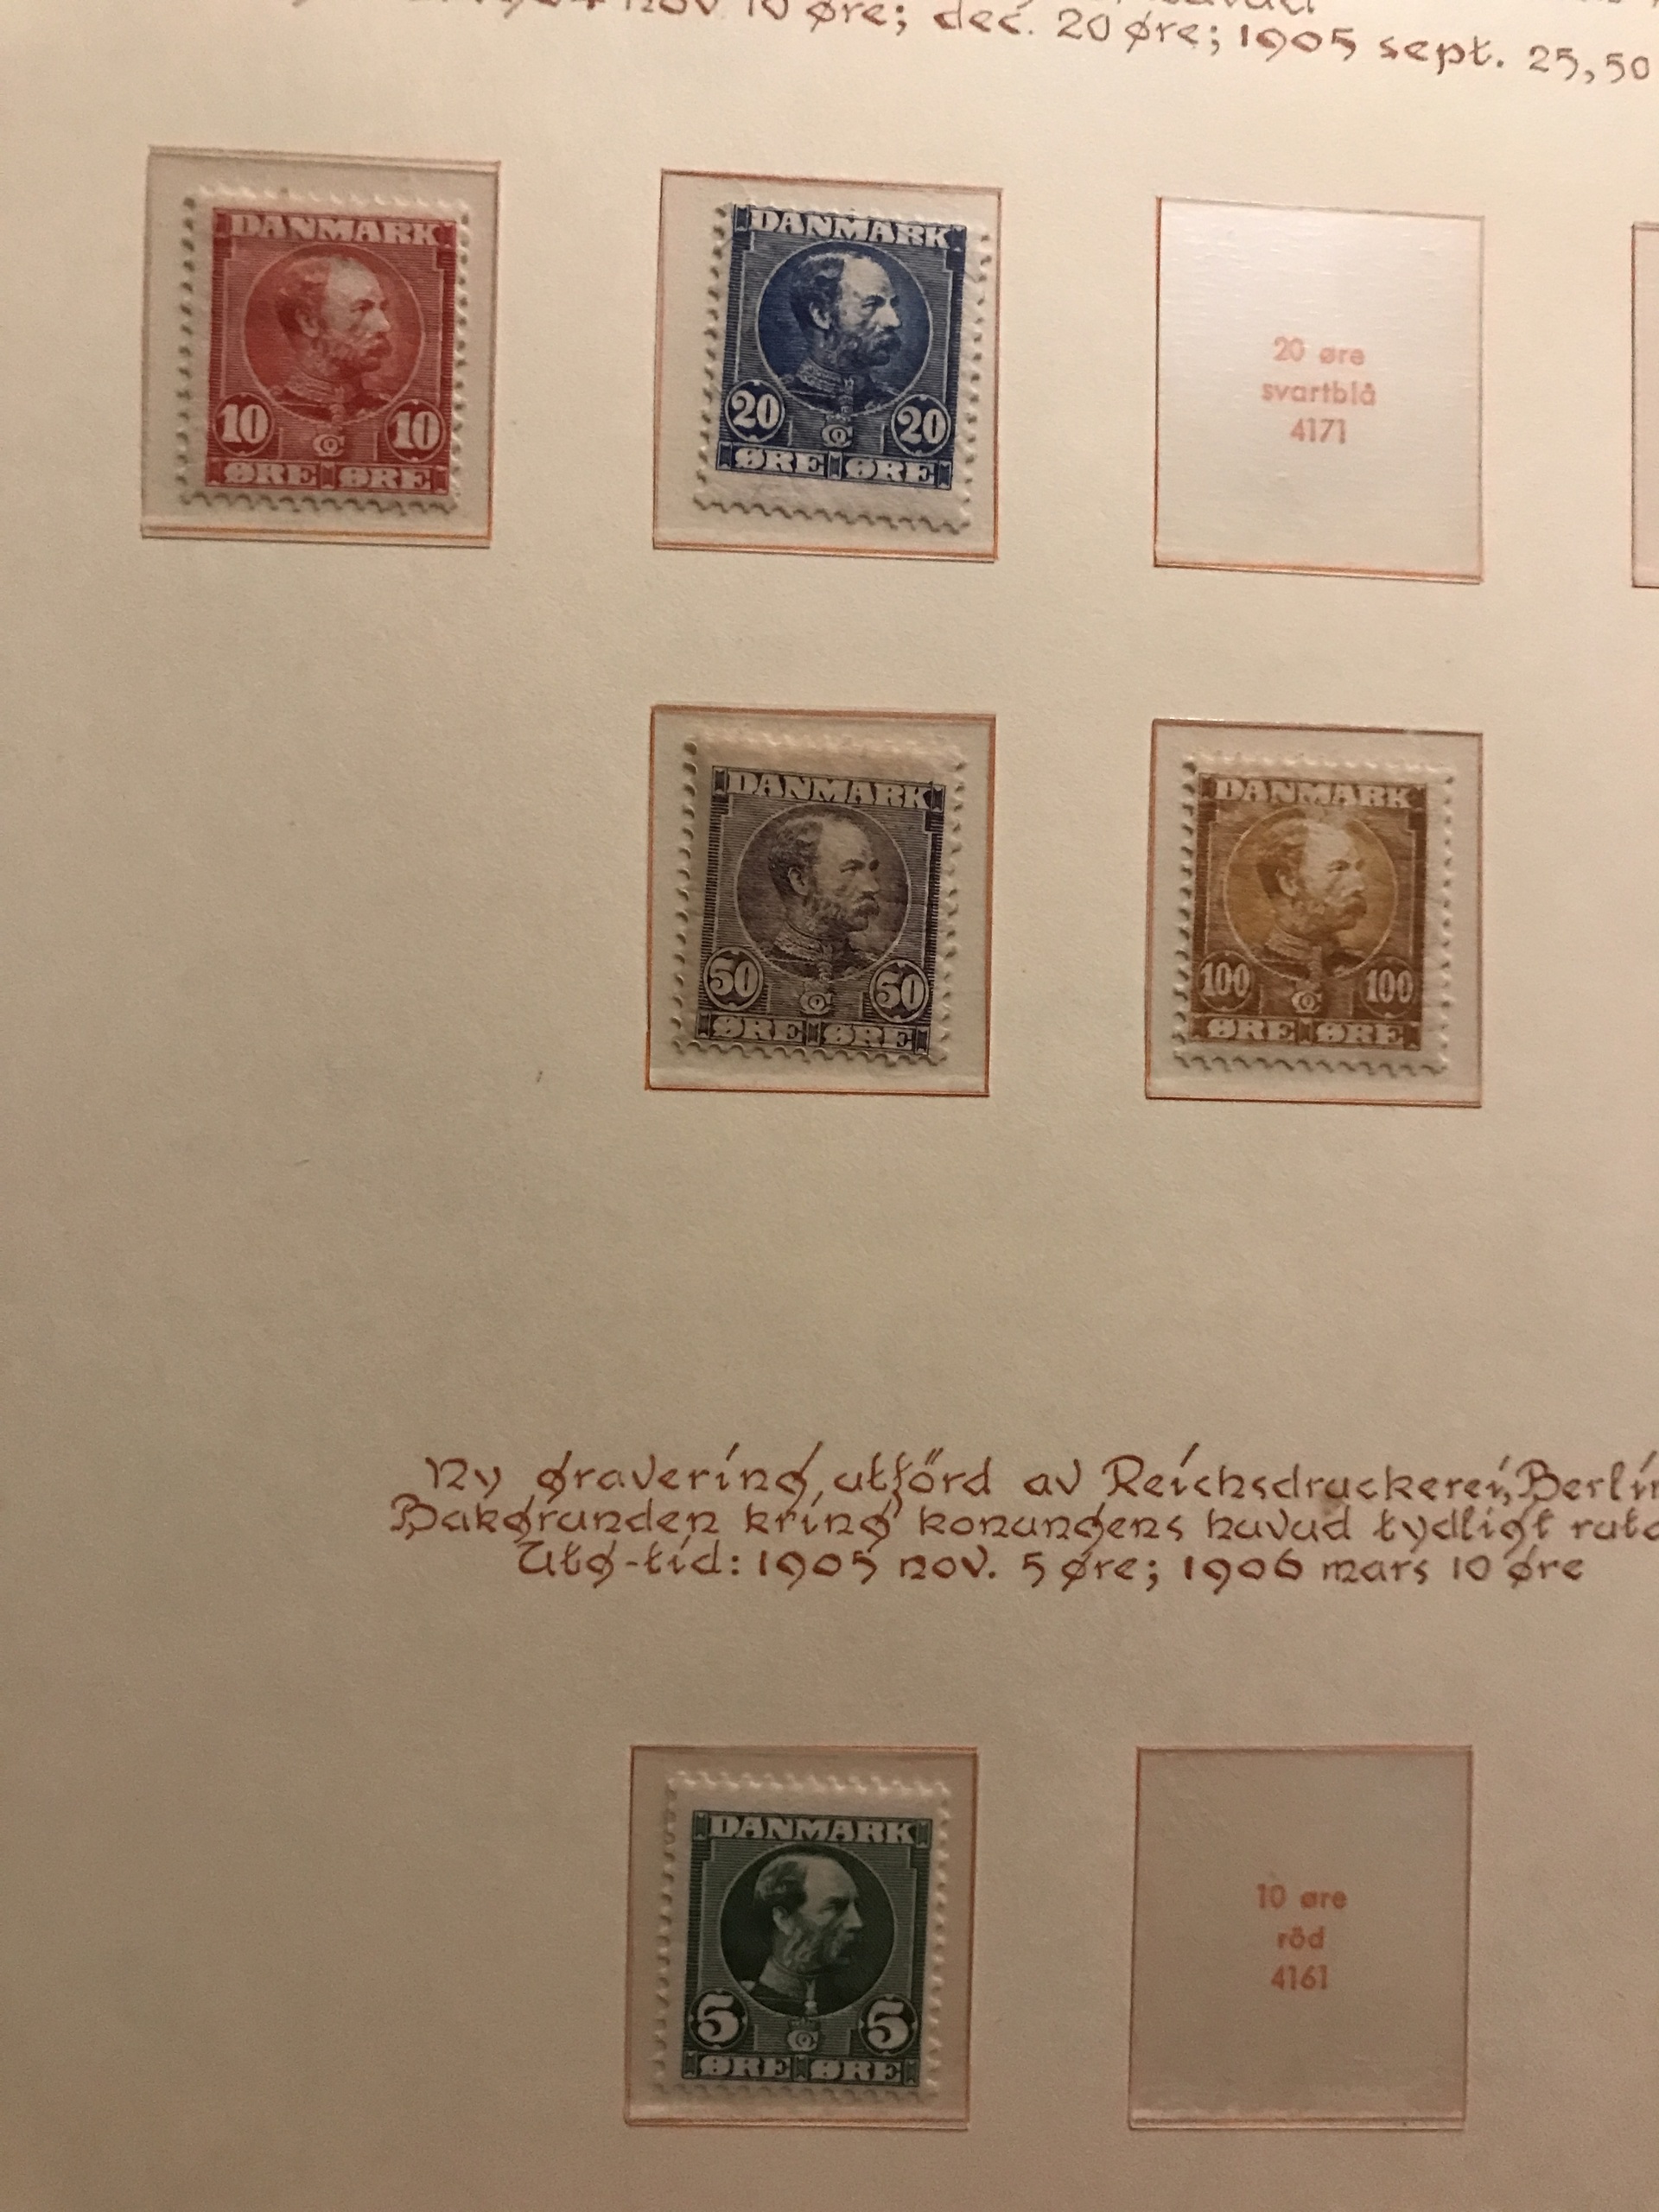 nov 10 øre; dec. 20 øre; 1905 sept. 25,50
DANMARK
10 10
ØRE ØRE
DANMARK
20 20
ØRE ØRE
20 øre
svartblå
4171
DANMARK
50 50
ØRE ØRE
DANMARK
100 100
ØRE ØRE
Ny gravering, utförd av Reichsdruckerei, Berlin
Bakgrunden kring konungens huvud tydligt
Utg-tid: 1905 nov. 5 øre; 1906 mars 10 øre
DANMARK
5 5
ØRE ØRE
10 øre
röd
4161